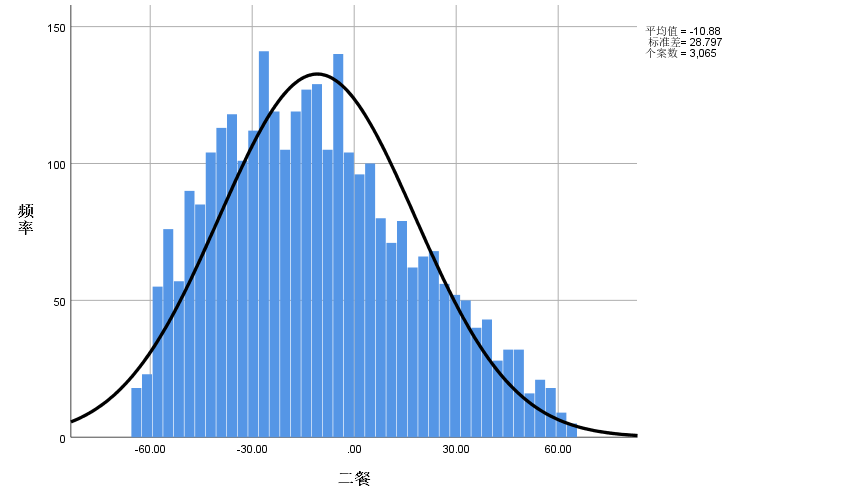 平均值 = -10.88
标准差= 28.797
个案数 = 3,065
150
100
50
0
频率
-60.00
-30.00
.00
30.00
60.00
二餐